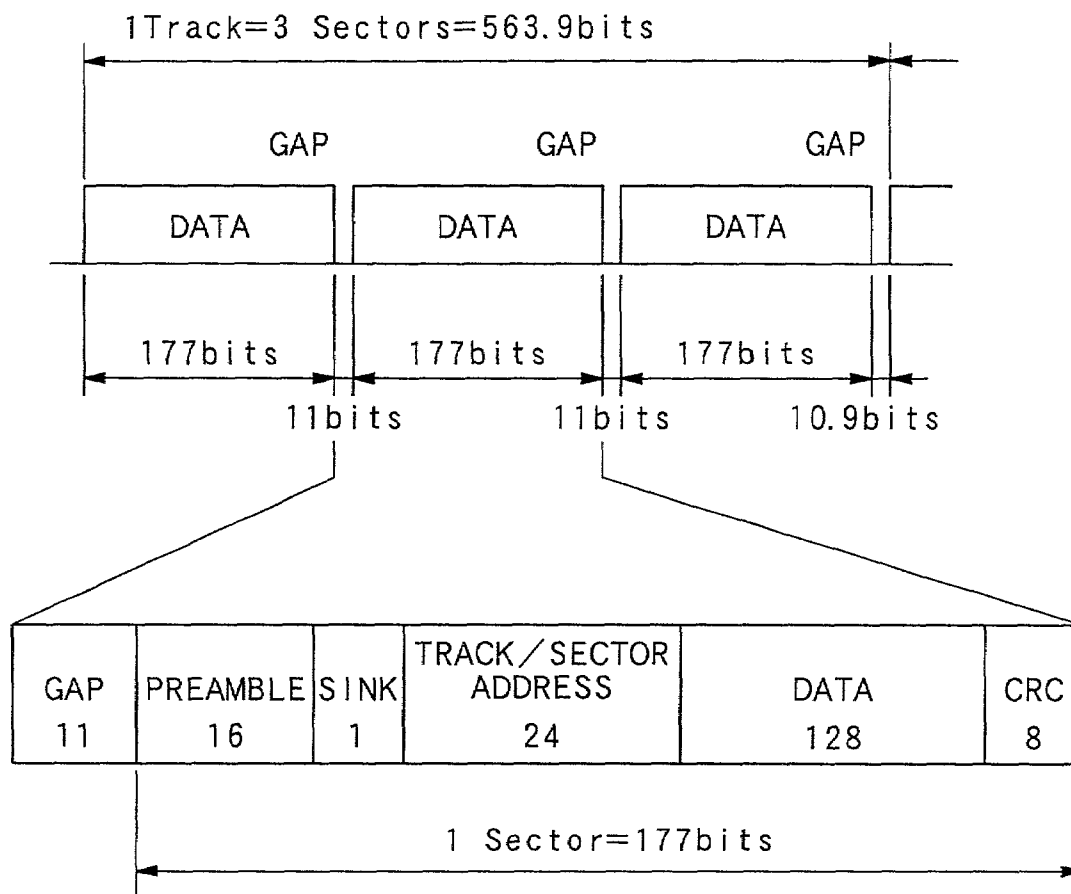 1Track=3 Sectors=563.9bits
GAP GAP GAP
DATA DATA DATA
177bits 177bits 177bits
11bits 11bits 10.9bits
TRACK/SECTOR
GAP PREAMBLE SINK ADDRESS DATA CRC
11 16 1 24 128 8
1 Sector=177bits